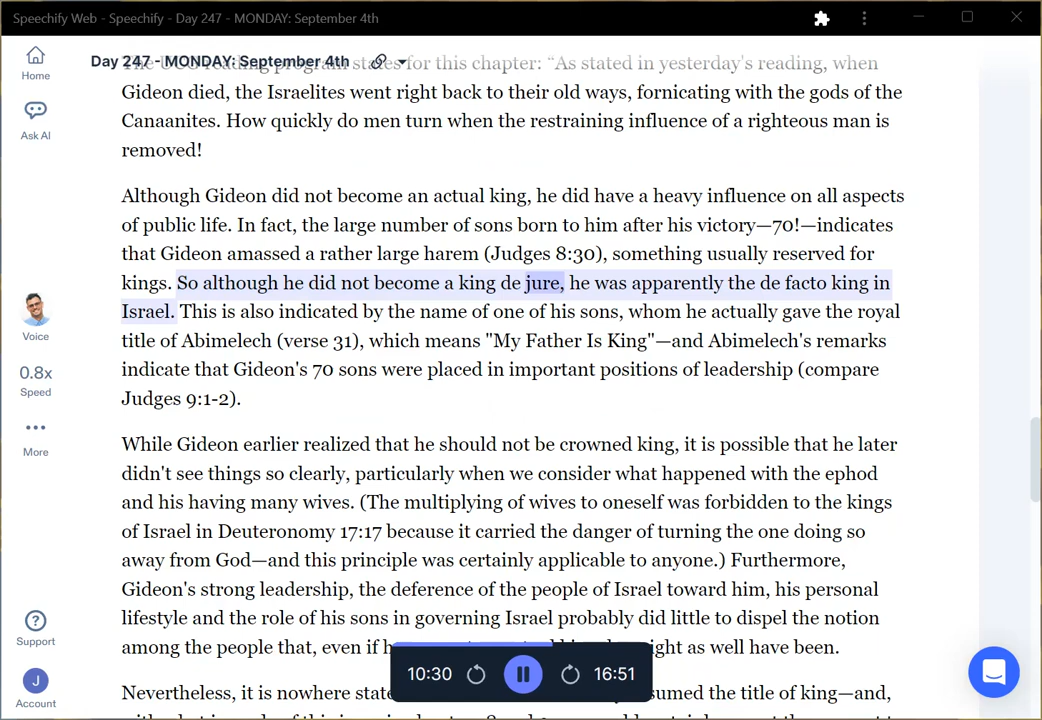 Speechify Web - Speechify - Day 247 - MONDAY: September 4th
Home
Ask AI
Voice
0.8x
Speed
More
Support
J
Account
Day 247 - MONDAY: September 4th
The UCG reading program states for this chapter: “As stated in yesterday's reading, when
Gideon died, the Israelites went right back to their old ways, fornicating with the gods of the
Canaanites. How quickly do men turn when the restraining influence of a righteous man is
removed!
Although Gideon did not become an actual king, he did have a heavy influence on all aspects
of public life. In fact, the large number of sons born to him after his victory—70!—indicates
that Gideon amassed a rather large harem (Judges 8:30), something usually reserved for
kings. So although he did not become a king de jure, he was apparently the de facto king in
Israel. This is also indicated by the name of one of his sons, whom he actually gave the royal
title of Abimelech (verse 31), which means "My Father Is King"—and Abimelech's remarks
indicate that Gideon's 70 sons were placed in important positions of leadership (compare
Judges 9:1-2).
While Gideon earlier realized that he should not be crowned king, it is possible that he later
didn't see things so clearly, particularly when we consider what happened with the ephod
and his having many wives. (The multiplying of wives to oneself was forbidden to the kings
of Israel in Deuteronomy 17:17 because it carried the danger of turning the one doing so
away from God—and this principle was certainly applicable to anyone.) Furthermore,
Gideon's strong leadership, the deference of the people of Israel toward him, his personal
lifestyle and the role of his sons in governing Israel probably did little to dispel the notion
among the people that, even if ight as well have been.
Nevertheless, it is nowhere state sumed the title of king—and,
10:30
16:51